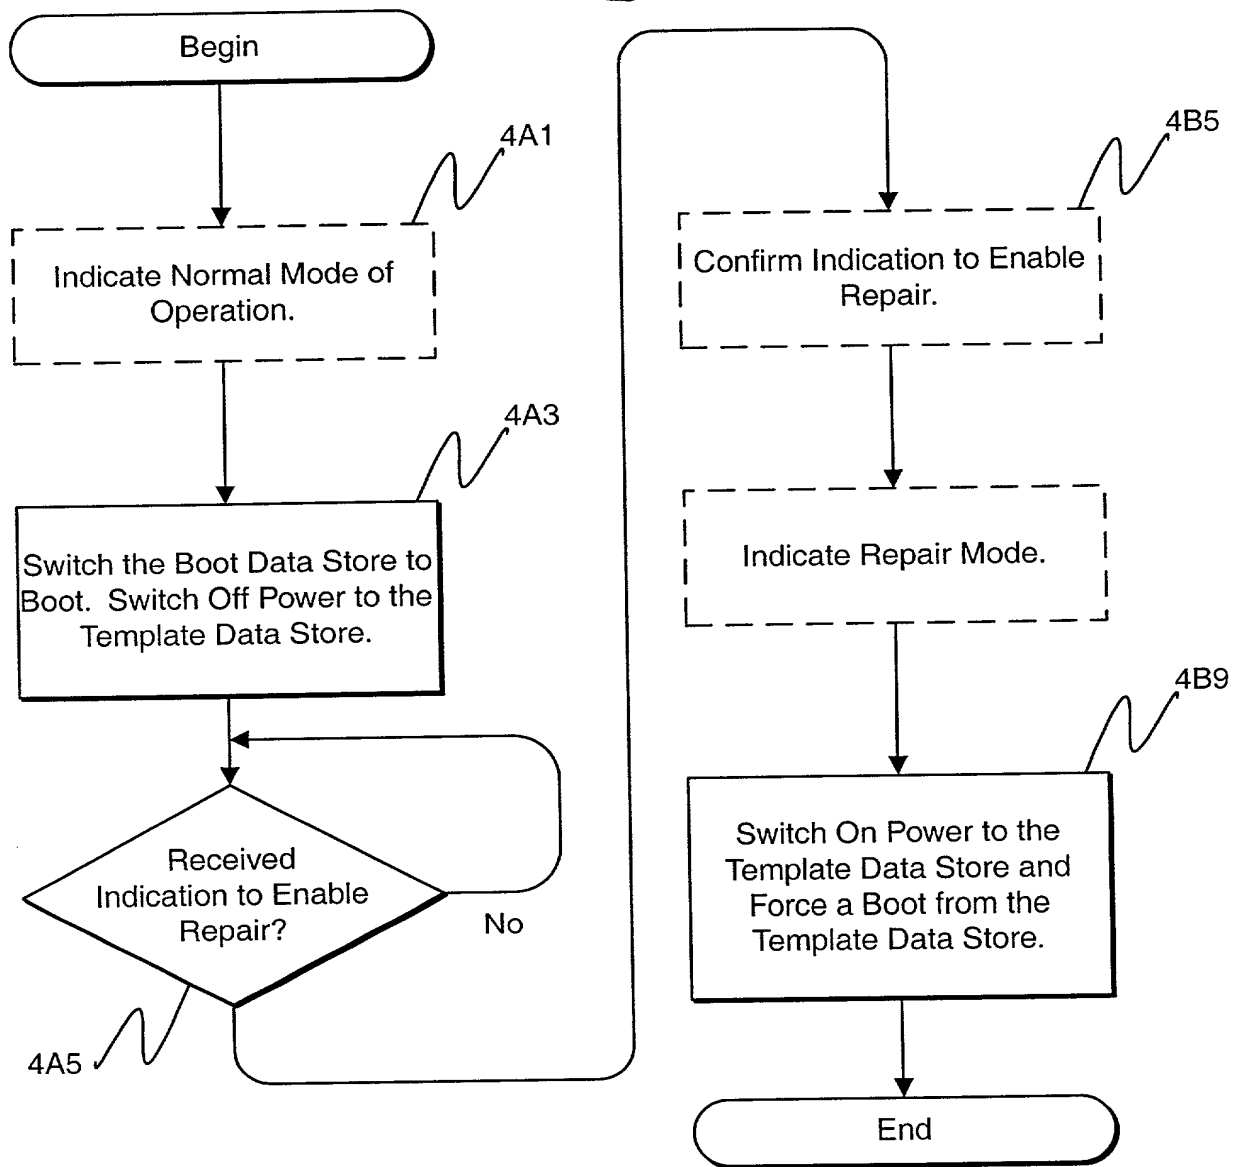 Begin
4A1
Indicate Normal Mode of
Operation.
4A3
Switch the Boot Data Store to
Boot.  Switch Off Power to the
Template Data Store.
Received
Indication to Enable
Repair?
No
4A5
4B5
Confirm Indication to Enable
Repair.
Indicate Repair Mode.
4B9
Switch On Power to the
Template Data Store and
Force a Boot from the
Template Data Store.
End